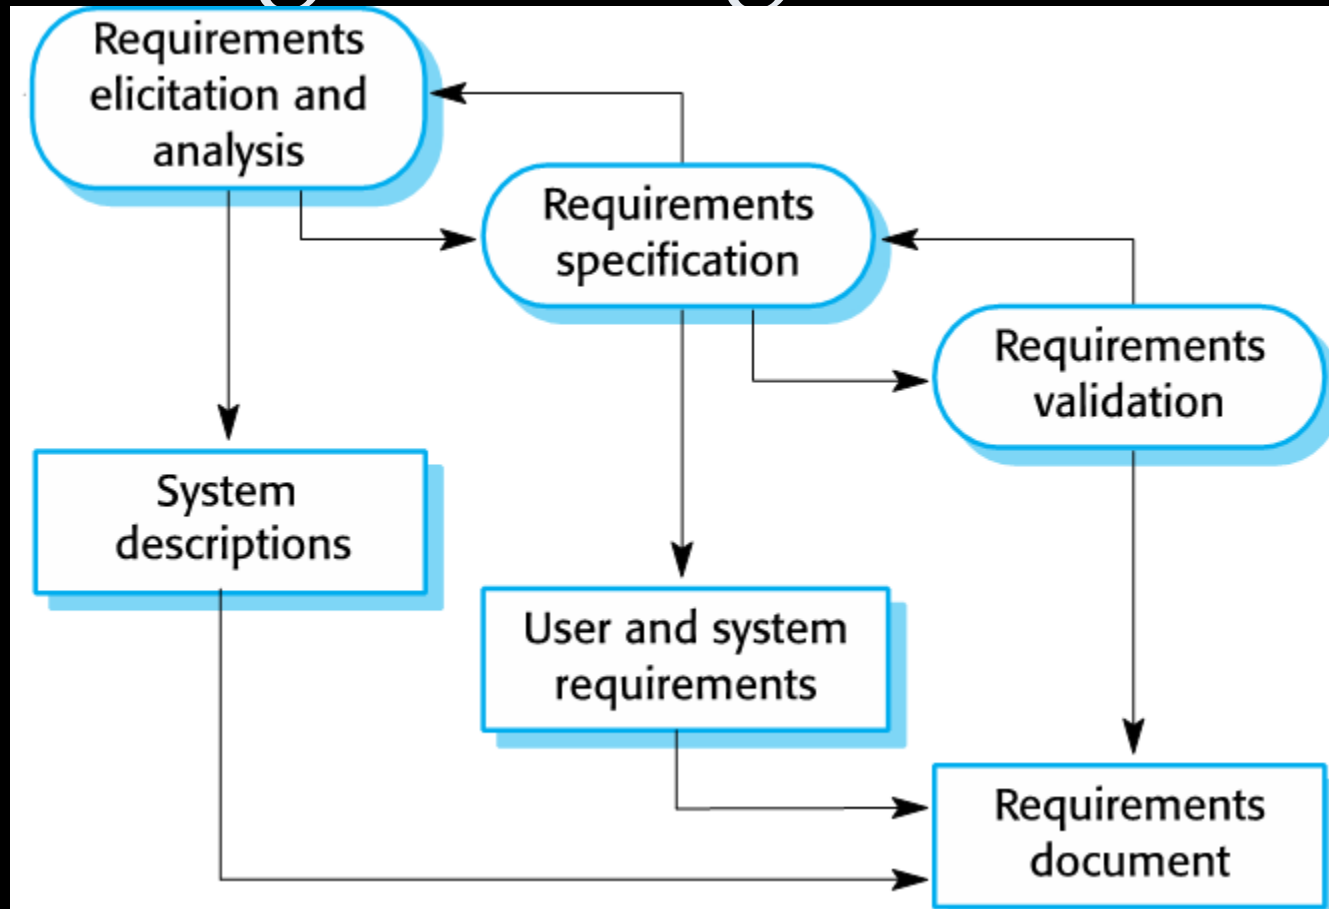 Requirements
elicitation and
analysis
Requirements
specification
Requirements
validation
System
descriptions
User and system
requirements
Requirements
document